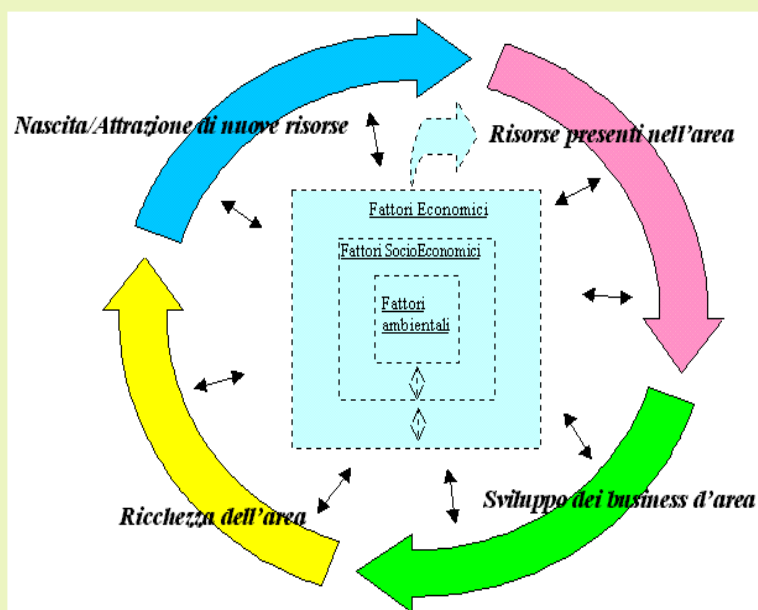 Nascita/Attrazione di nuove risorse
Risorse presenti nell'area
Fattori Economici
Fattori SocioEconomici
Fattori
ambientali
Sviluppo dei business d'area
Ricchezza dell'area